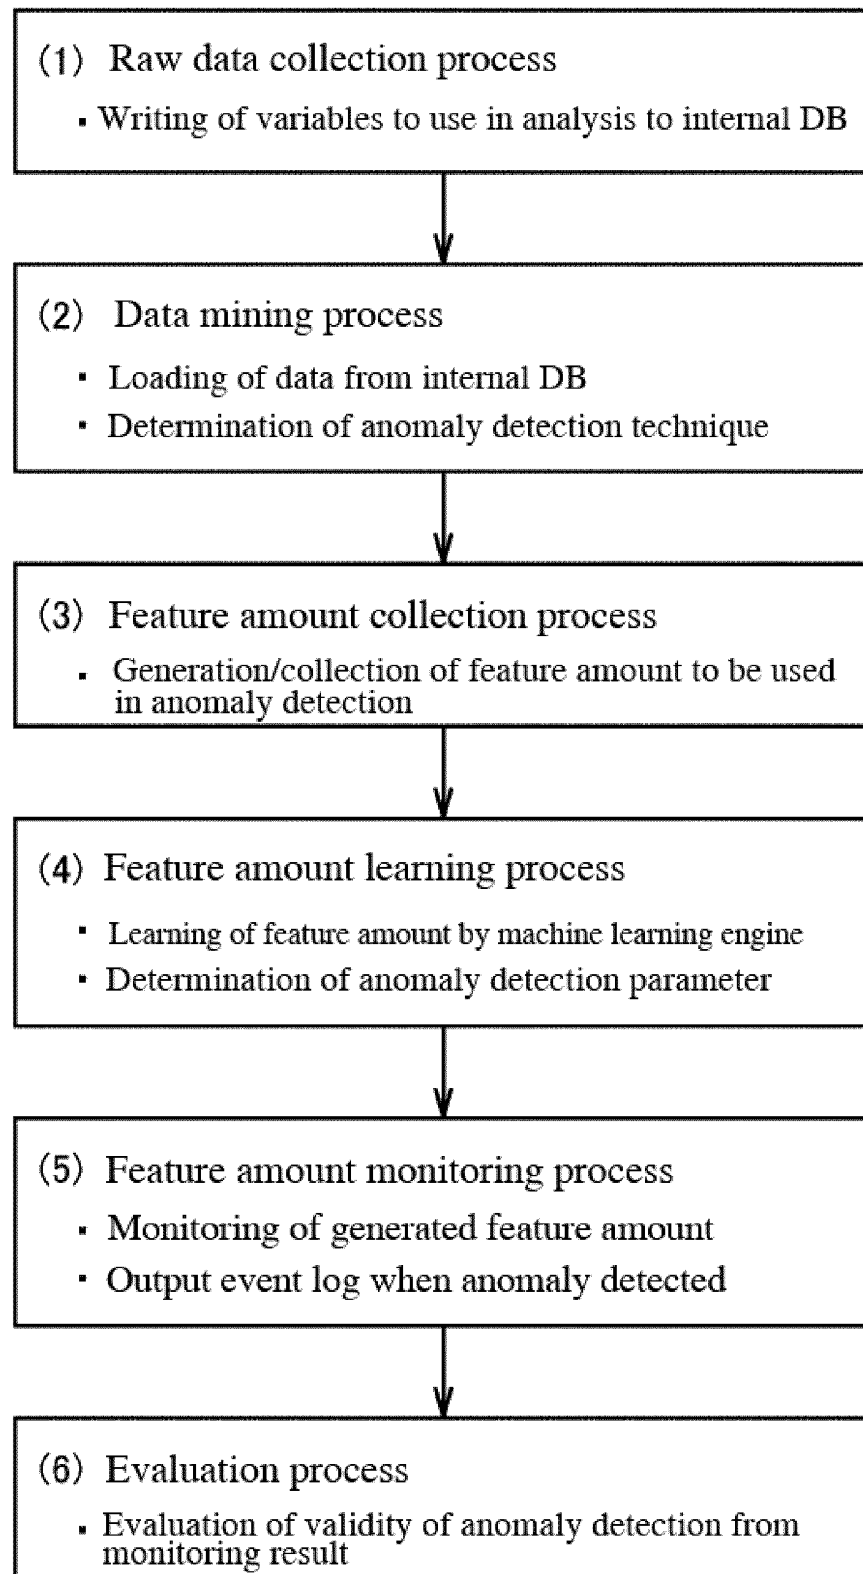 (1) Raw data collection process
▪ Writing of variables to use in analysis to internal DB
(2) Data mining process
▪ Loading of data from internal DB
▪ Determination of anomaly detection technique
(3) Feature amount collection process
▪ Generation/collection of feature amount to be used
in anomaly detection
(4) Feature amount learning process
▪ Learning of feature amount by machine learning engine
▪ Determination of anomaly detection parameter
(5) Feature amount monitoring process
▪ Monitoring of generated feature amount
▪ Output event log when anomaly detected
(6) Evaluation process
▪ Evaluation of validity of anomaly detection from
monitoring result